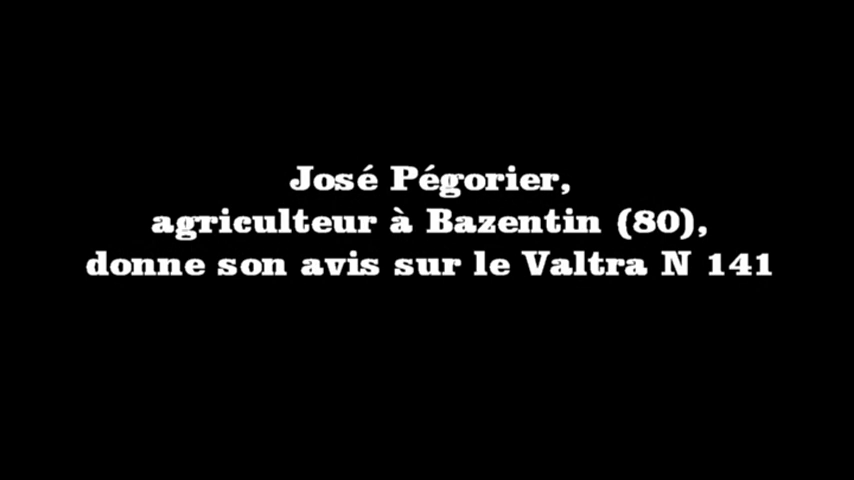 José Pégorier,
agriculteur à Bazentin (80),
donne son avis sur le Valtra N 141